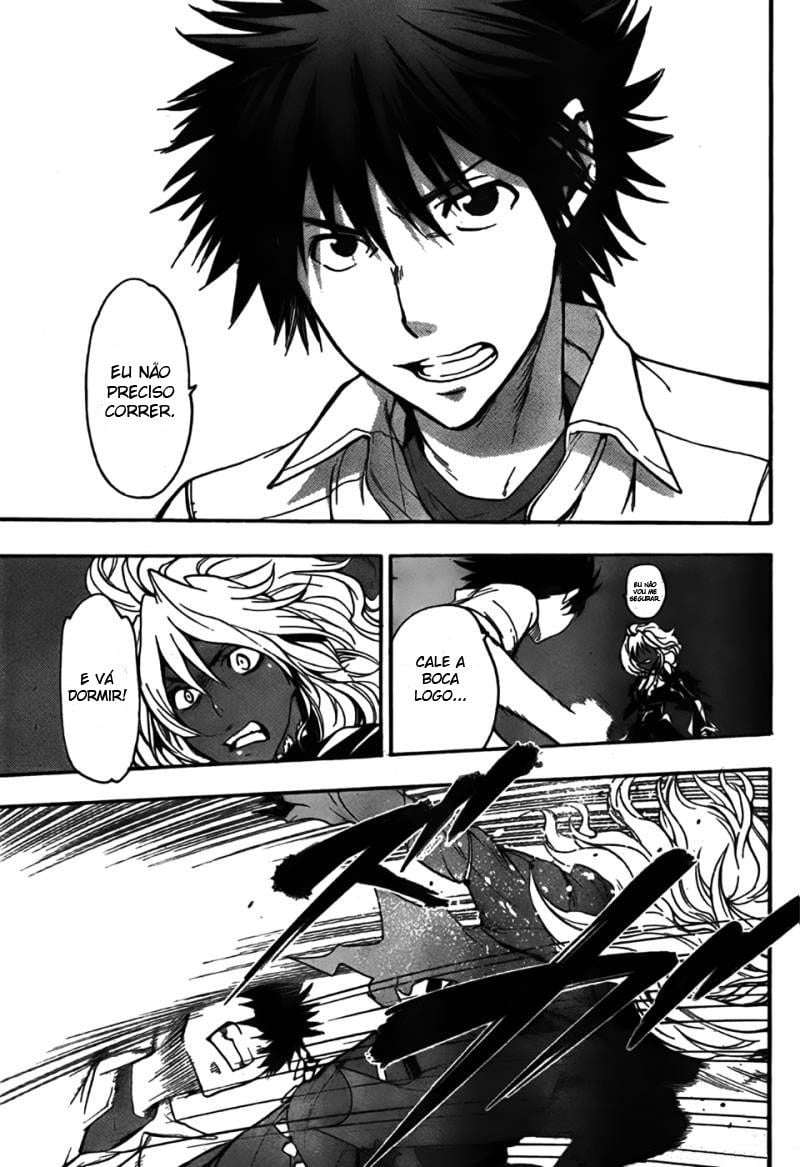 EU NÃO
PRECISO
CORRER.
EU NÃO
VOU ME
SEGURAR.
CALE A
BOCA
LOGO...
E VÁ
DORMIR!